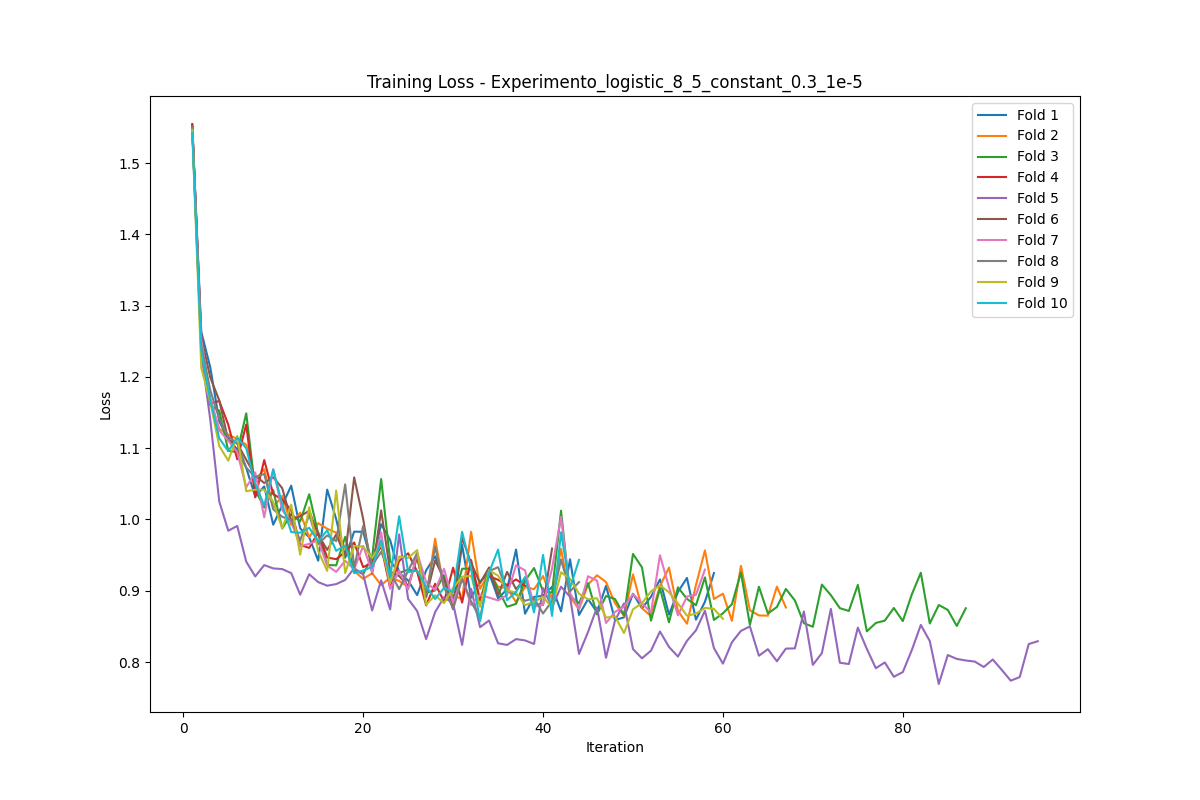 Training Loss - Experimento_logistic_8_5_constant_0.3_1e-5
Fold 1
Fold 2
Fold 3
Fold 4
Fold 5
Fold 6
Fold 7
Fold 8
Fold 9
Fold 10
Loss
1.5
1.4
1.3
1.2
1.1
1.0
0.9
0.8
0 20 40 60 80
Iteration